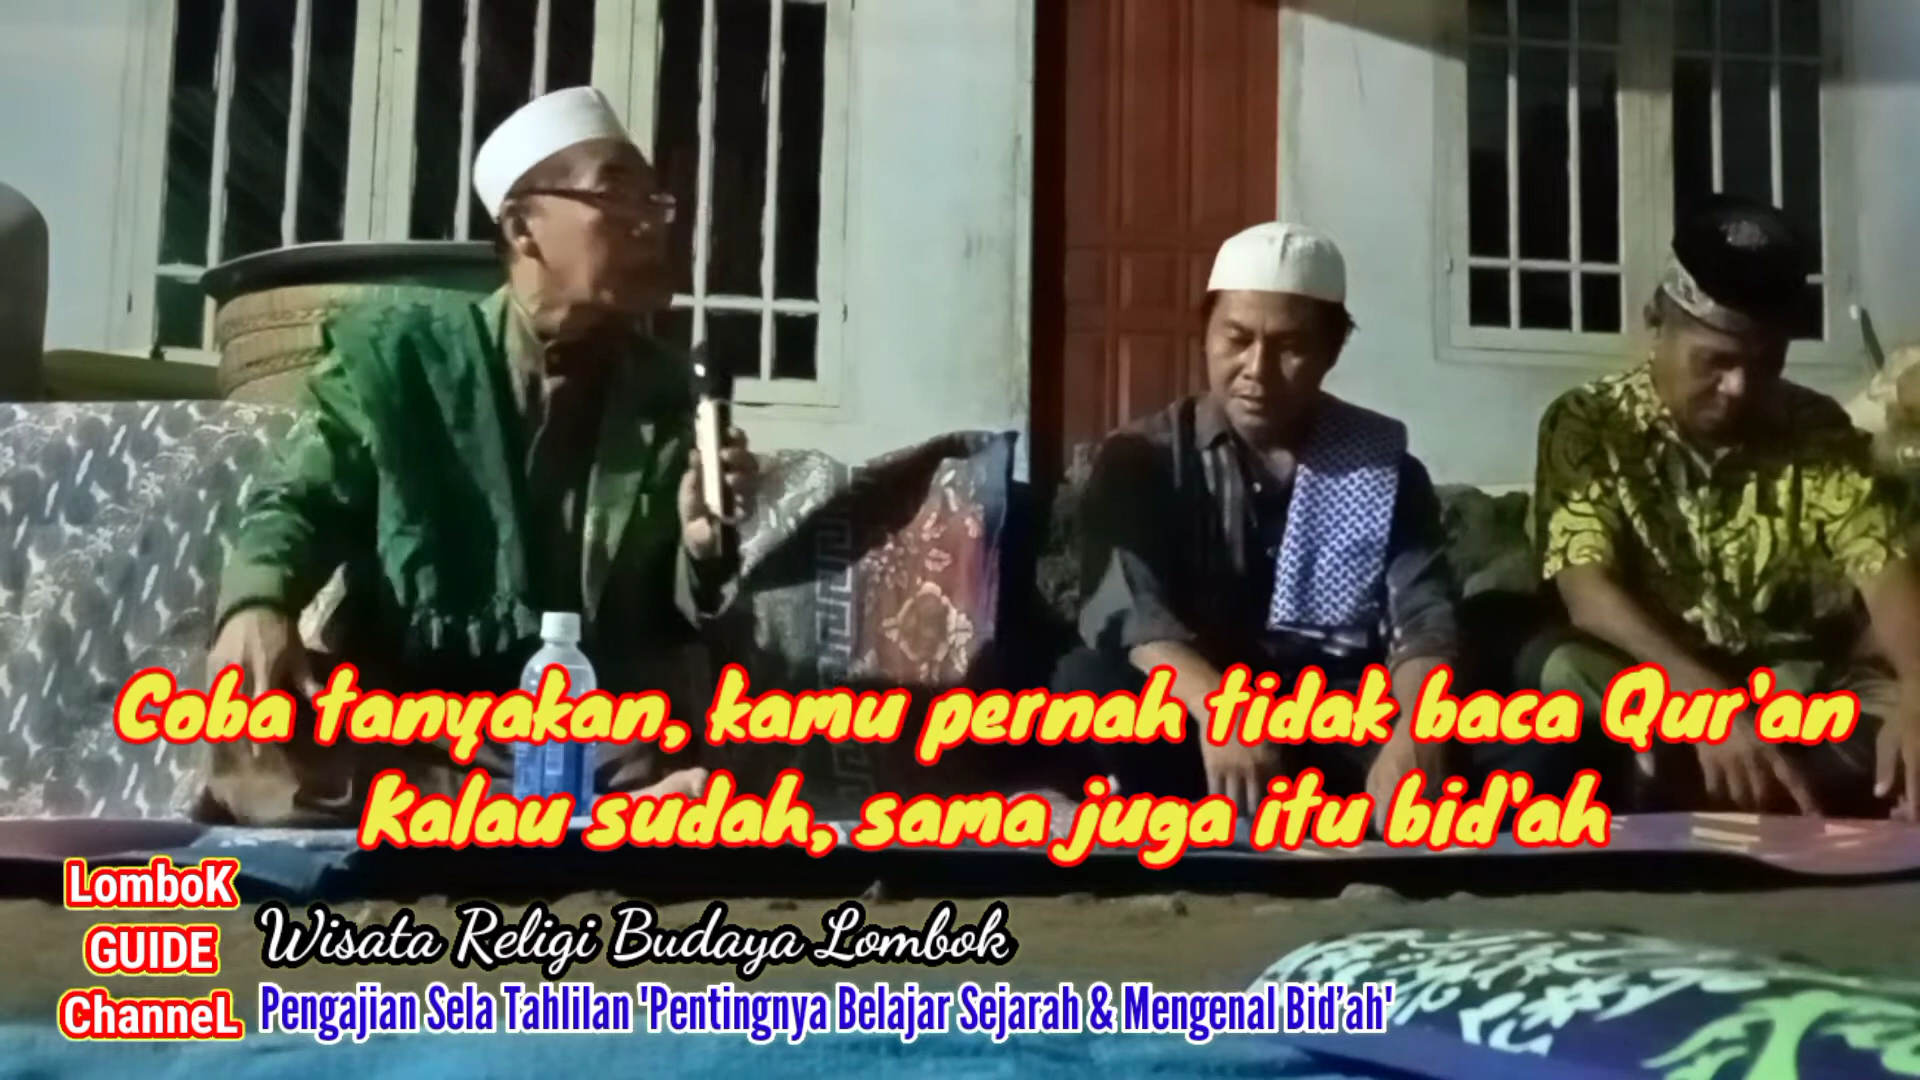 Coba tanyakan, kamu pernah tidak baca Qur'an
Kalau sudah, sama juga itu bid'ah
LomboK
GUIDE
ChanneL
Wisata Religi Budaya Lombok
Pengajian Sela Tahlilan 'Pentingnya Belajar Sejarah & Mengenal Bid'ah'